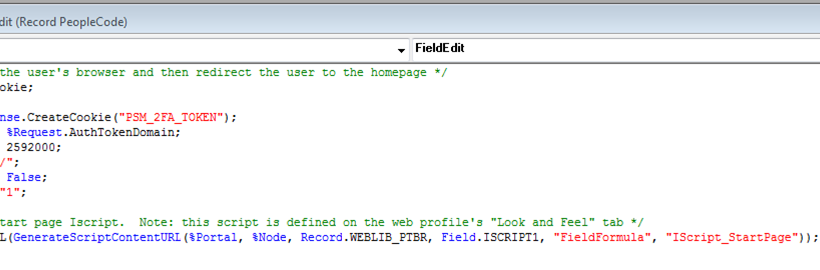 dit (Record PeopleCode)
FieldEdit
the user's browser and then redirect the user to the homepage */
okie;
nse.CreateCookie("PSM_2FA_TOKEN");
%Request.AuthTokenDomain;
2592000;
/";
False;
"1";
tart page Iscript.  Note: this script is defined on the web profile's "Look and Feel" tab */
L(GenerateScriptContentURL(%Portal, %Node, Record.WEBLIB_PTBR, Field.ISCRIPT1, "FieldFormula", "IScript_StartPage"));